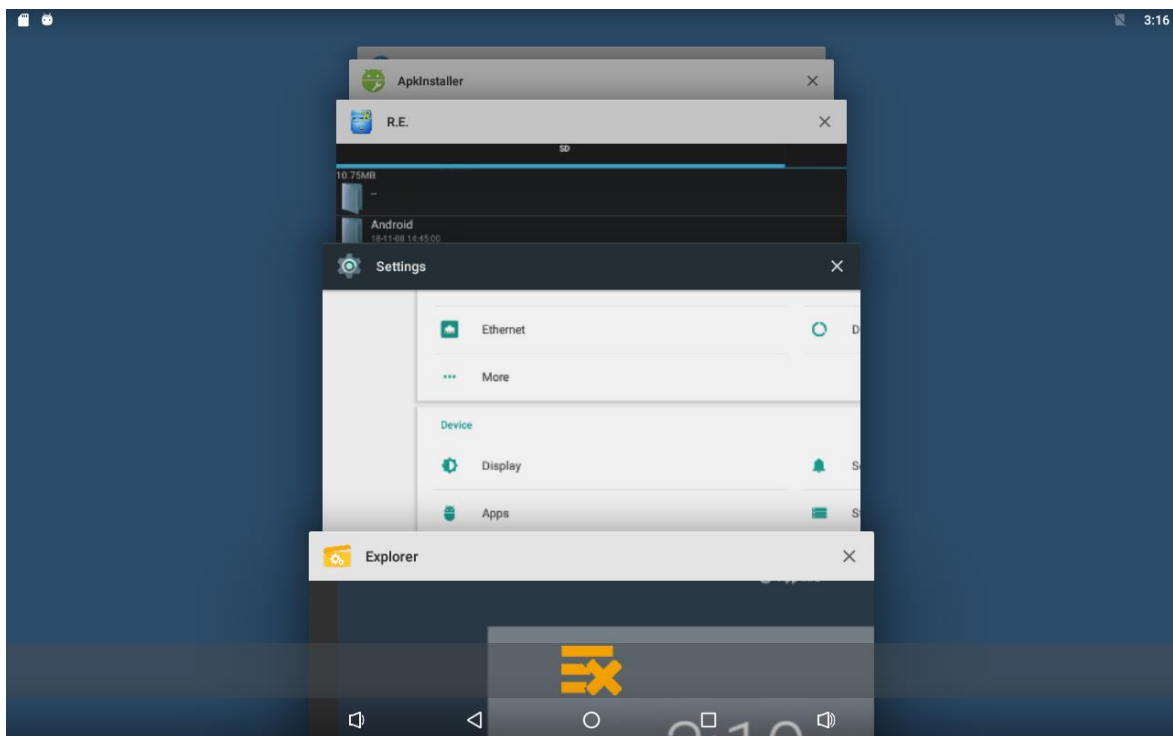 3:16
ApkInstaller
R.E.
SD
10.75MB
--
Android
18-11-08 14:45:00
Settings
Ethernet
D
More
Device
Display
S
Apps
S
Explorer